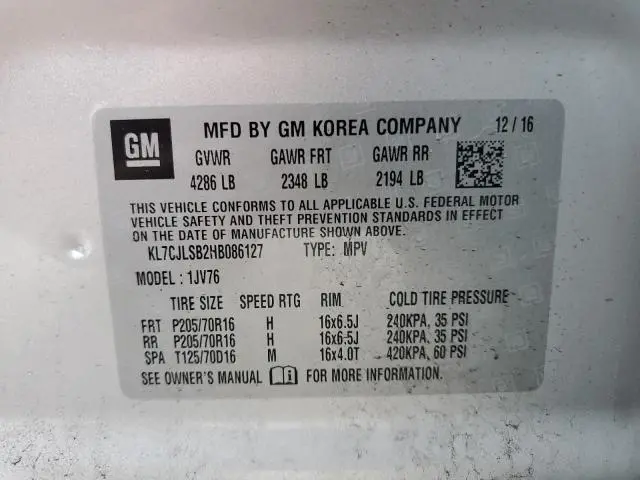 GM MFD BY GM KOREA COMPANY 12 / 16
GVWR GAWR FRT GAWR RR
4286 LB 2348 LB 2194 LB
THIS VEHICLE CONFORMS TO ALL APPLICABLE U.S. FEDERAL MOTOR
VEHICLE SAFETY AND THEFT PREVENTION STANDARDS IN EFFECT
ON THE DATE OF MANUFACTURE SHOWN ABOVE.
KL7CJLSB2HB086127 TYPE: MPV
MODEL : 1JV76
TIRE SIZE SPEED RTG RIM COLD TIRE PRESSURE
FRT P205/70R16 H 16x6.5J 240KPA, 35 PSI
RR P205/70R16 H 16x6.5J 240KPA, 35 PSI
SPA T125/70D16 M 16x4.0T 420KPA, 60 PSI
SEE OWNER'S MANUAL FOR MORE INFORMATION.